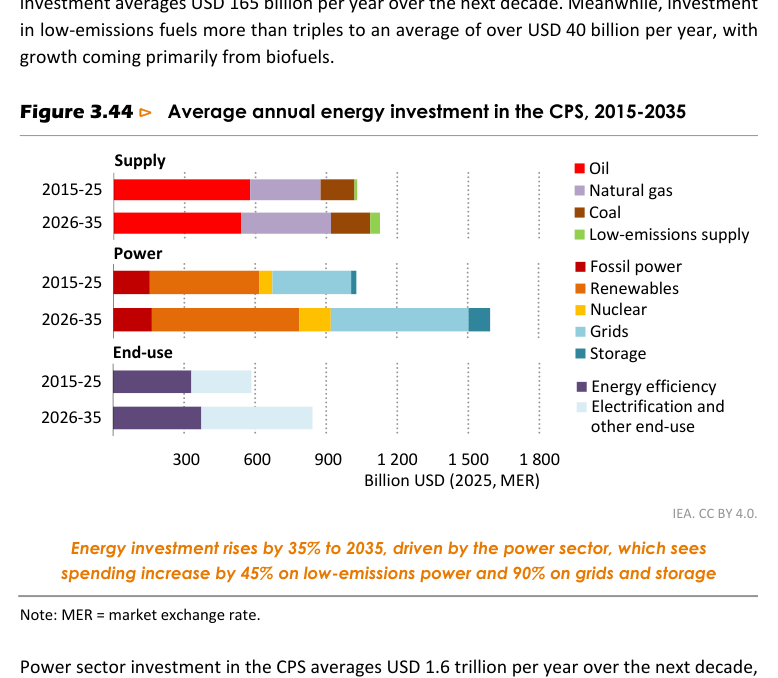 investment averages USD 165 billion per year over the next decade. Meanwhile, investment
in low-emissions fuels more than triples to an average of over USD 40 billion per year, with
growth coming primarily from biofuels.
Figure 3.44 ▻ Average annual energy investment in the CPS, 2015-2035
Supply
2015-25
2026-35
Power
2015-25
2026-35
End-use
2015-25
2026-35
300 600 900 1 200 1 500 1 800
Billion USD (2025, MER)
Oil
Natural gas
Coal
Low-emissions supply
Fossil power
Renewables
Nuclear
Grids
Storage
Energy efficiency
Electrification and
other end-use
IEA. CC BY 4.0.
Energy investment rises by 35% to 2035, driven by the power sector, which sees
spending increase by 45% on low-emissions power and 90% on grids and storage
Note: MER = market exchange rate.
Power sector investment in the CPS averages USD 1.6 trillion per year over the next decade,